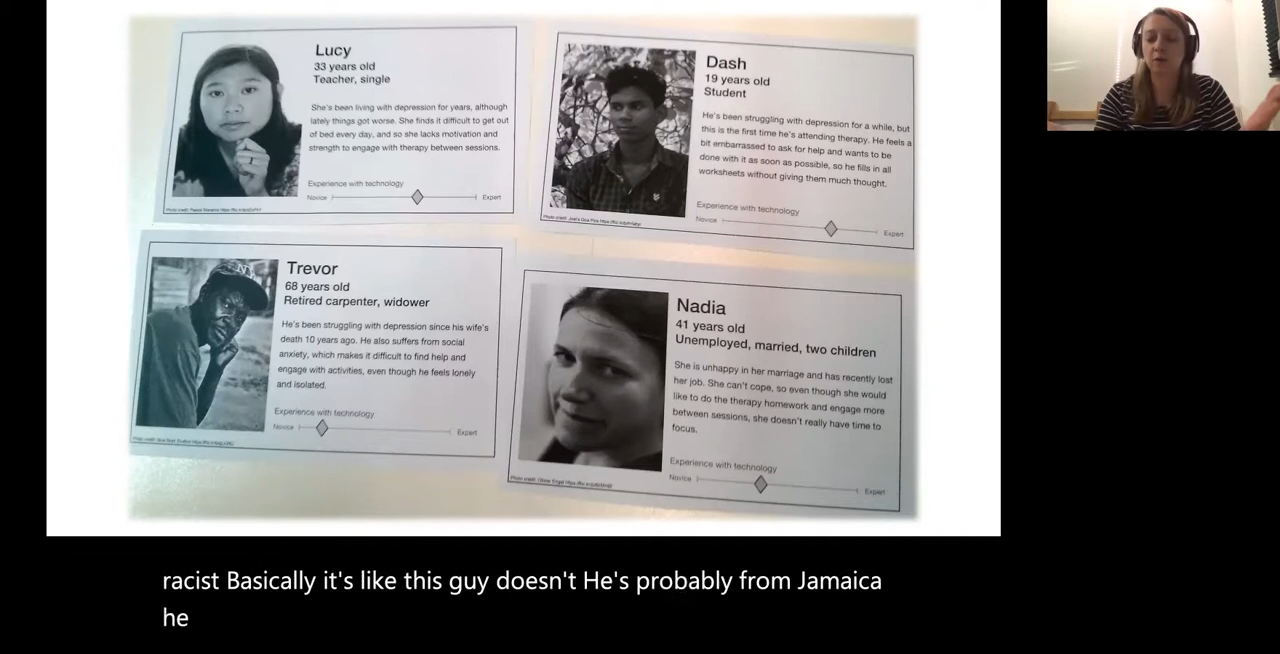 Lucy
33 years old
Teacher, single
She's been living with depression for years, although
lately things got worse. She finds it difficult to get out
of bed every day, and so she lacks motivation and
strength to engage with therapy between sessions.
Experience with technology
Novice
Expert
Dash
19 years old
Student
He's been struggling with depression for a while, but
this is the first time he's attending therapy. He feels a
bit embarrassed to ask for help and wants to be
done with it as soon as possible, so he fills in all
worksheets without giving them much thought.
Experience with technology
Novice
Expert
Trevor
68 years old
Retired carpenter, widower
He's been struggling with depression since his wife's
death 10 years ago. He also suffers from social
anxiety, which makes it difficult to find help and
engage with activities, even though he feels lonely
and isolated.
Experience with technology
Novice
Expert
Nadia
41 years old
Unemployed, married, two children
She is unhappy in her marriage and has recently lost
her job. She can't cope, so even though she would
like to do the therapy homework and engage more
between sessions, she doesn't really have time to
focus.
Experience with technology
Novice
Expert
racist Basically it's like this guy doesn't He's probably from Jamaica
he